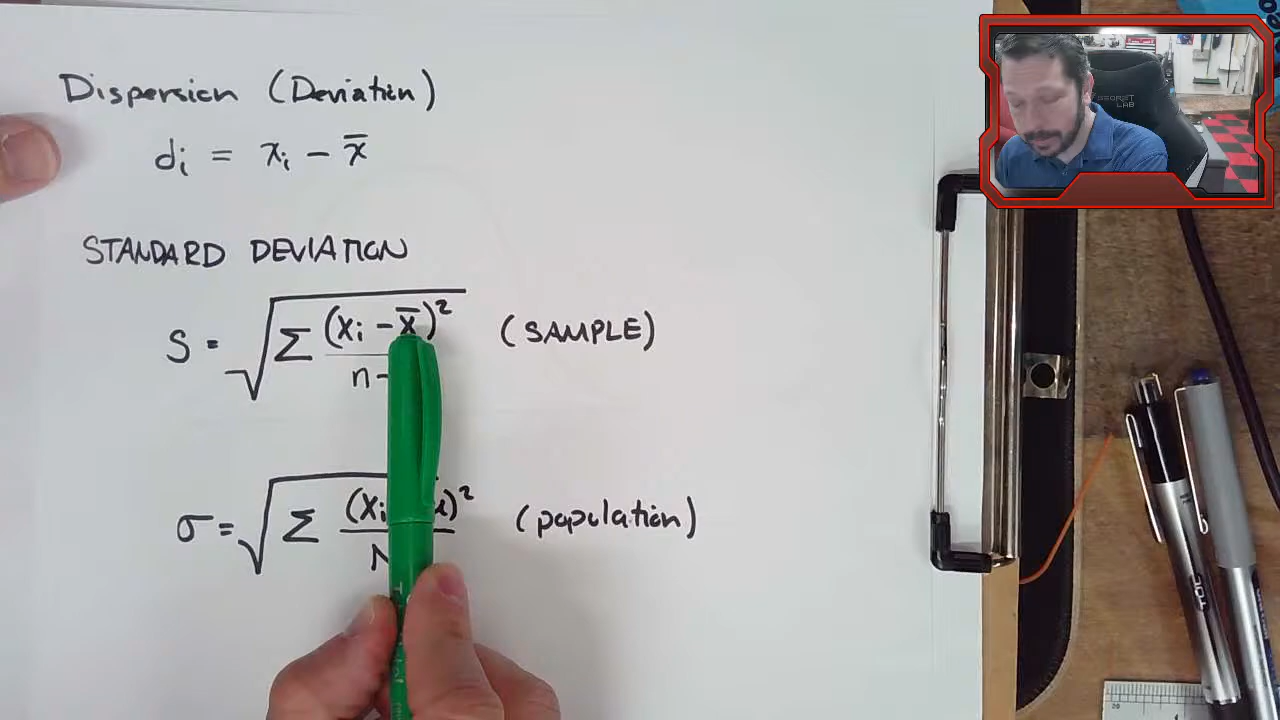 Dispersion (Deviation)
dᵢ = xᵢ − x̄
STANDARD DEVIATION
S = √Σ (xᵢ − x̄)² / n− (SAMPLE)
σ = √Σ (xᵢ )² / N (population)